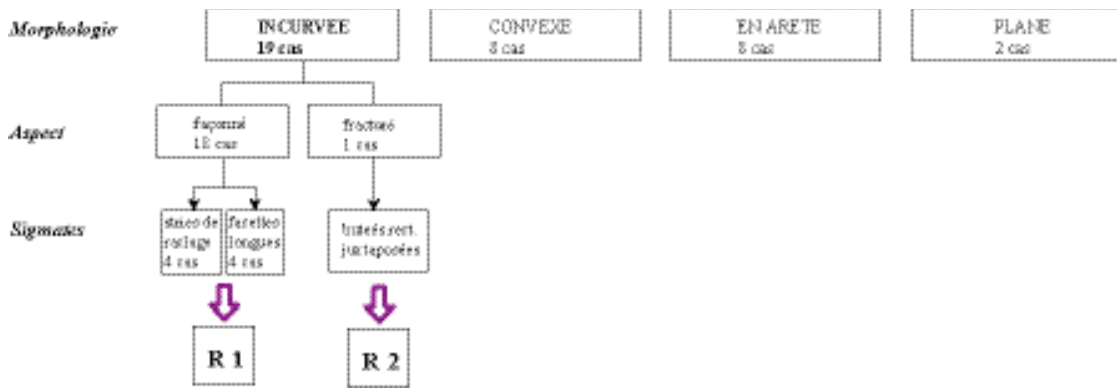 Morphologie
INCURVEE
19 cas
CONVEXE
8 cas
EN ARETE
8 cas
PLANE
2 cas
Aspect
façonné
18 cas
fracturé
1 cas
Sigmates
stries de
raclage
4 cas
facettes
longues
4 cas
juxtaposées
R 1
R 2